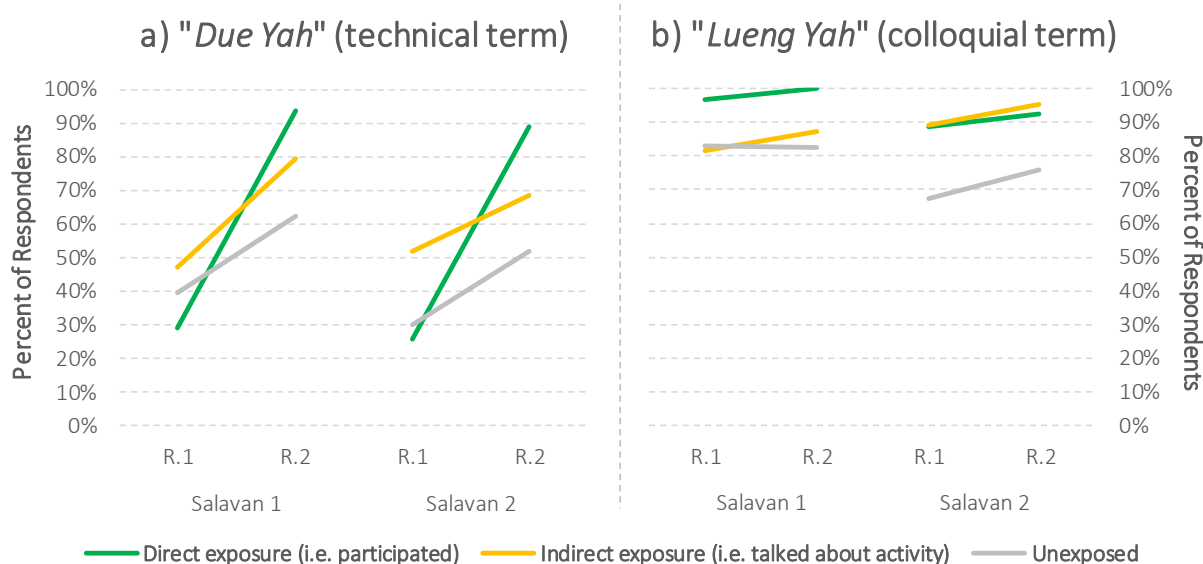 a) "Due Yah" (technical term)
b) "Lueng Yah" (colloquial term)
Percent of Respondents
100%
90%
80%
70%
60%
50%
40%
30%
20%
10%
0%
R.1 R.2 R.1 R.2
Salavan 1 Salavan 2
100%
90%
80%
70%
60%
50%
40%
30%
20%
10%
0%
Percent of Respondents
R.1 R.2 R.1 R.2
Salavan 1 Salavan 2
Direct exposure (i.e. participated) Indirect exposure (i.e. talked about activity) Unexposed